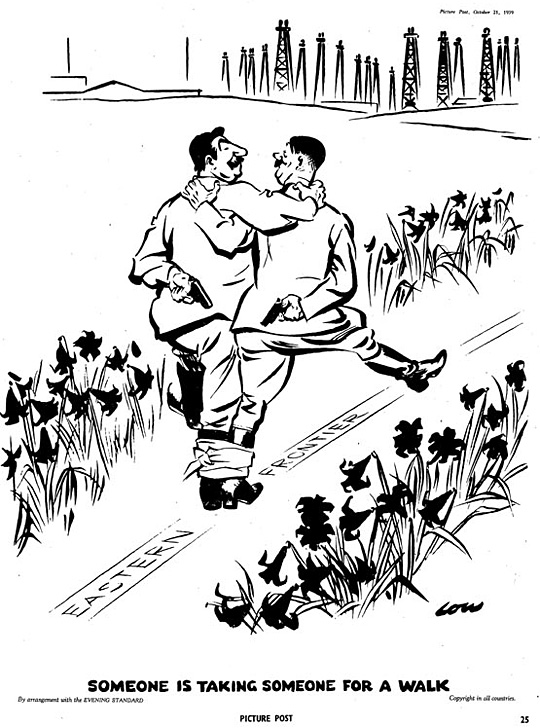 Picture Post, October 21, 1939
FRONTIER
EASTERN
LOW
SOMEONE IS TAKING SOMEONE FOR A WALK
By arrangement with the EVENING STANDARD
Copyright in all countries.
PICTURE POST
25